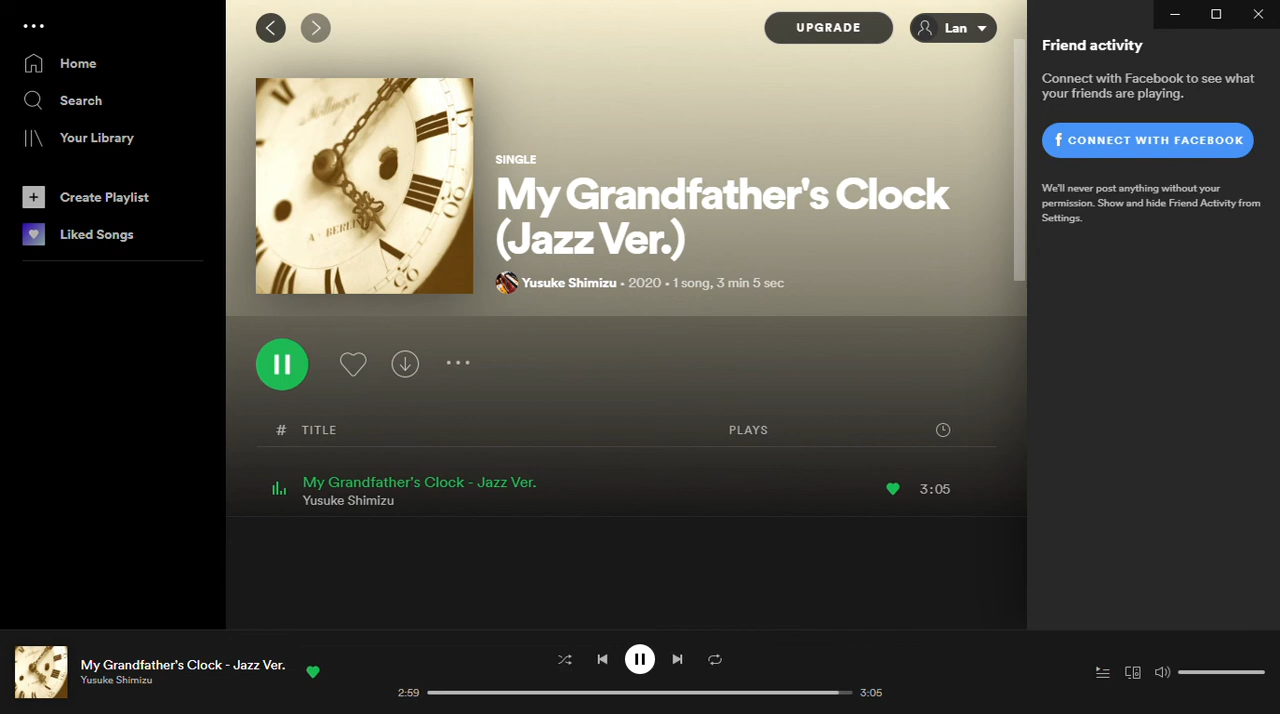 Home
Search
Your Library
Create Playlist
Liked Songs
UPGRADE
Lan
A · BERLIN
SINGLE
My Grandfather's Clock
(Jazz Ver.)
Yusuke Shimizu • 2020 • 1 song, 3 min 5 sec
# TITLE PLAYS
My Grandfather's Clock - Jazz Ver.
Yusuke Shimizu
3:05
Friend activity
Connect with Facebook to see what
your friends are playing.
f CONNECT WITH FACEBOOK
We'll never post anything without your
permission. Show and hide Friend Activity from
Settings.
My Grandfather's Clock - Jazz Ver.
Yusuke Shimizu
2:59
3:05